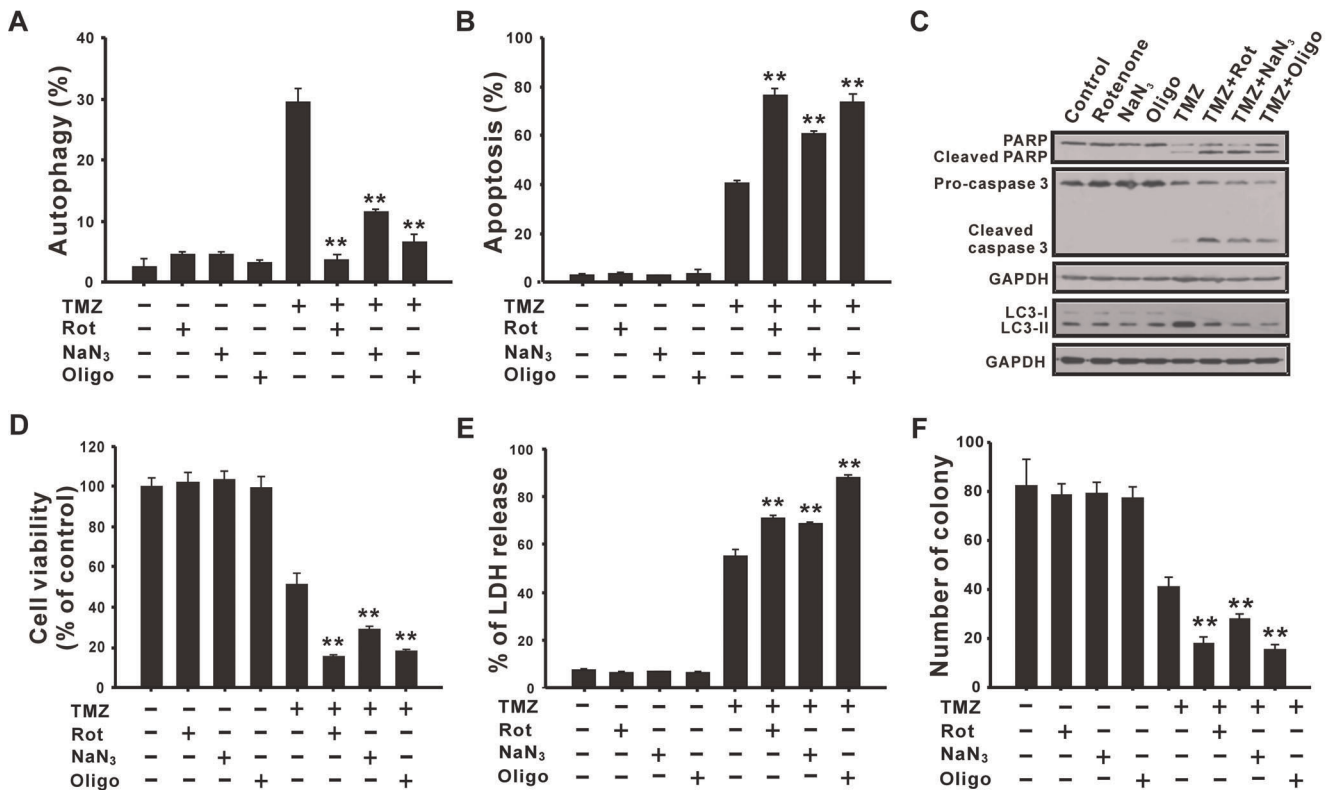 A
Autophagy (%)
40
30
20
10
0
** ** **
TMZ − − − − + + + +
Rot − + − − − + − −
NaN₃ − − + − − − + −
Oligo − − − + − − − +
B
Apoptosis (%)
100
80
60
40
20
0
** ** **
TMZ − − − − + + + +
Rot − + − − − + − −
NaN₃ − − + − − − + −
Oligo − − − + − − − +
C
Control Rotenone NaN₃ Oligo TMZ TMZ+Rot TMZ+NaN₃ TMZ+Oligo
PARP
Cleaved PARP
Pro-caspase 3
Cleaved
caspase 3
GAPDH
LC3-I
LC3-II
GAPDH
D
Cell viability
(% of control)
120
100
80
60
40
20
0
** ** **
TMZ − − − − + + + +
Rot − + − − − + − −
NaN₃ − − + − − − + −
Oligo − − − + − − − +
E
% of LDH release
100
80
60
40
20
0
** ** **
TMZ − − − − + + + +
Rot − + − − − + − −
NaN₃ − − + − − − + −
Oligo − − − + − − − +
F
Number of colony
100
80
60
40
20
0
** ** **
TMZ − − − − + + + +
Rot − + − − − + − −
NaN₃ − − + − − − + −
Oligo − − − + − − − +